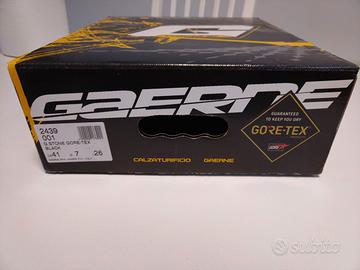 GAERNE
2439
001
G.STONE GORE-TEX
BLACK
41 7 26
GUARANTEED
TO KEEP YOU DRY
GORE-TEX
CALZATURIFICIO GAERNE
subito